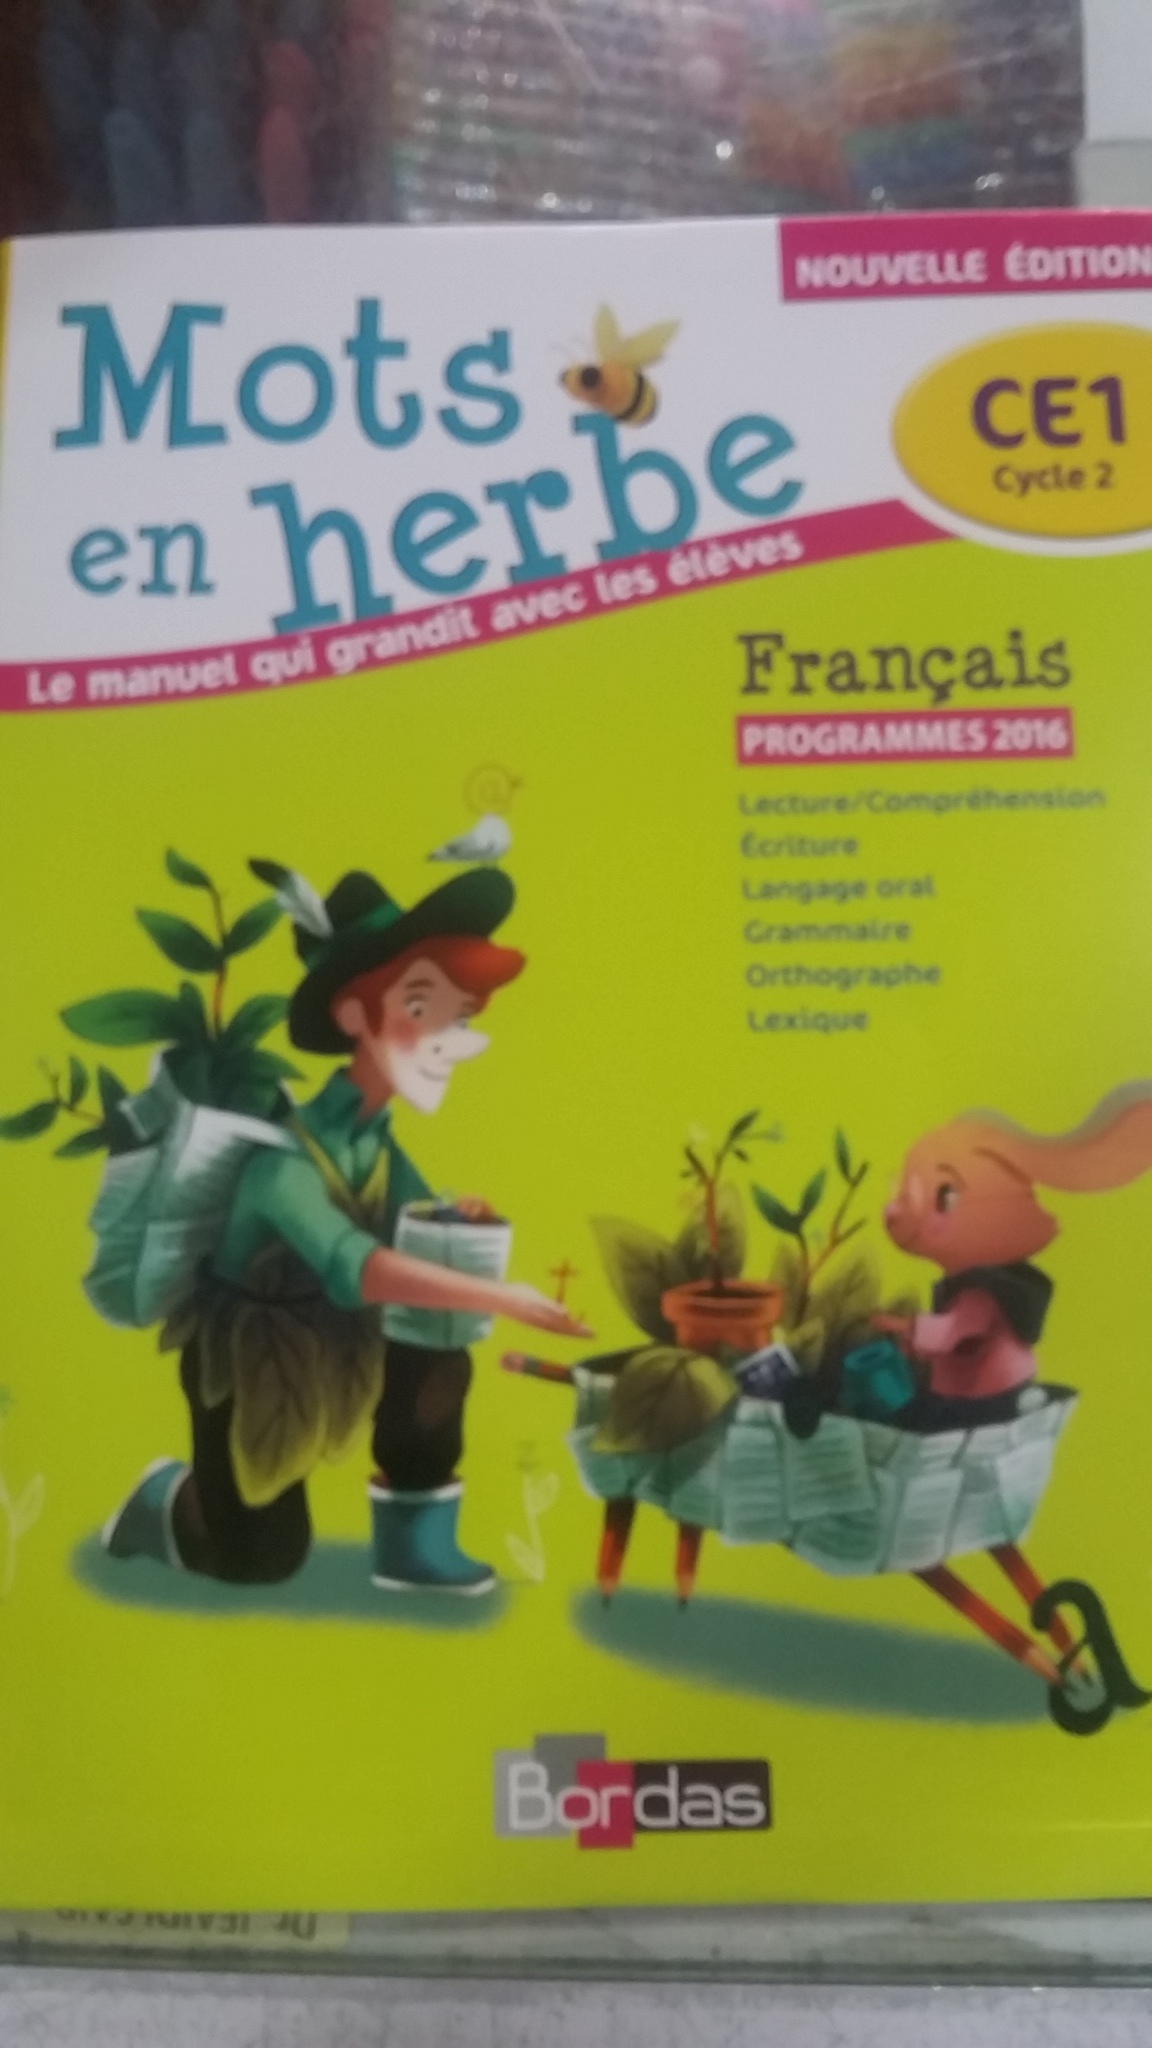 NOUVELLE ÉDITION
Mots
en herbe
CE1
Cycle 2
Le manuel qui grandit avec les élèves
Français
PROGRAMMES 2016
Lecture/Compréhension
Écriture
Langage oral
Grammaire
Orthographe
Lexique
@
a
Bordas